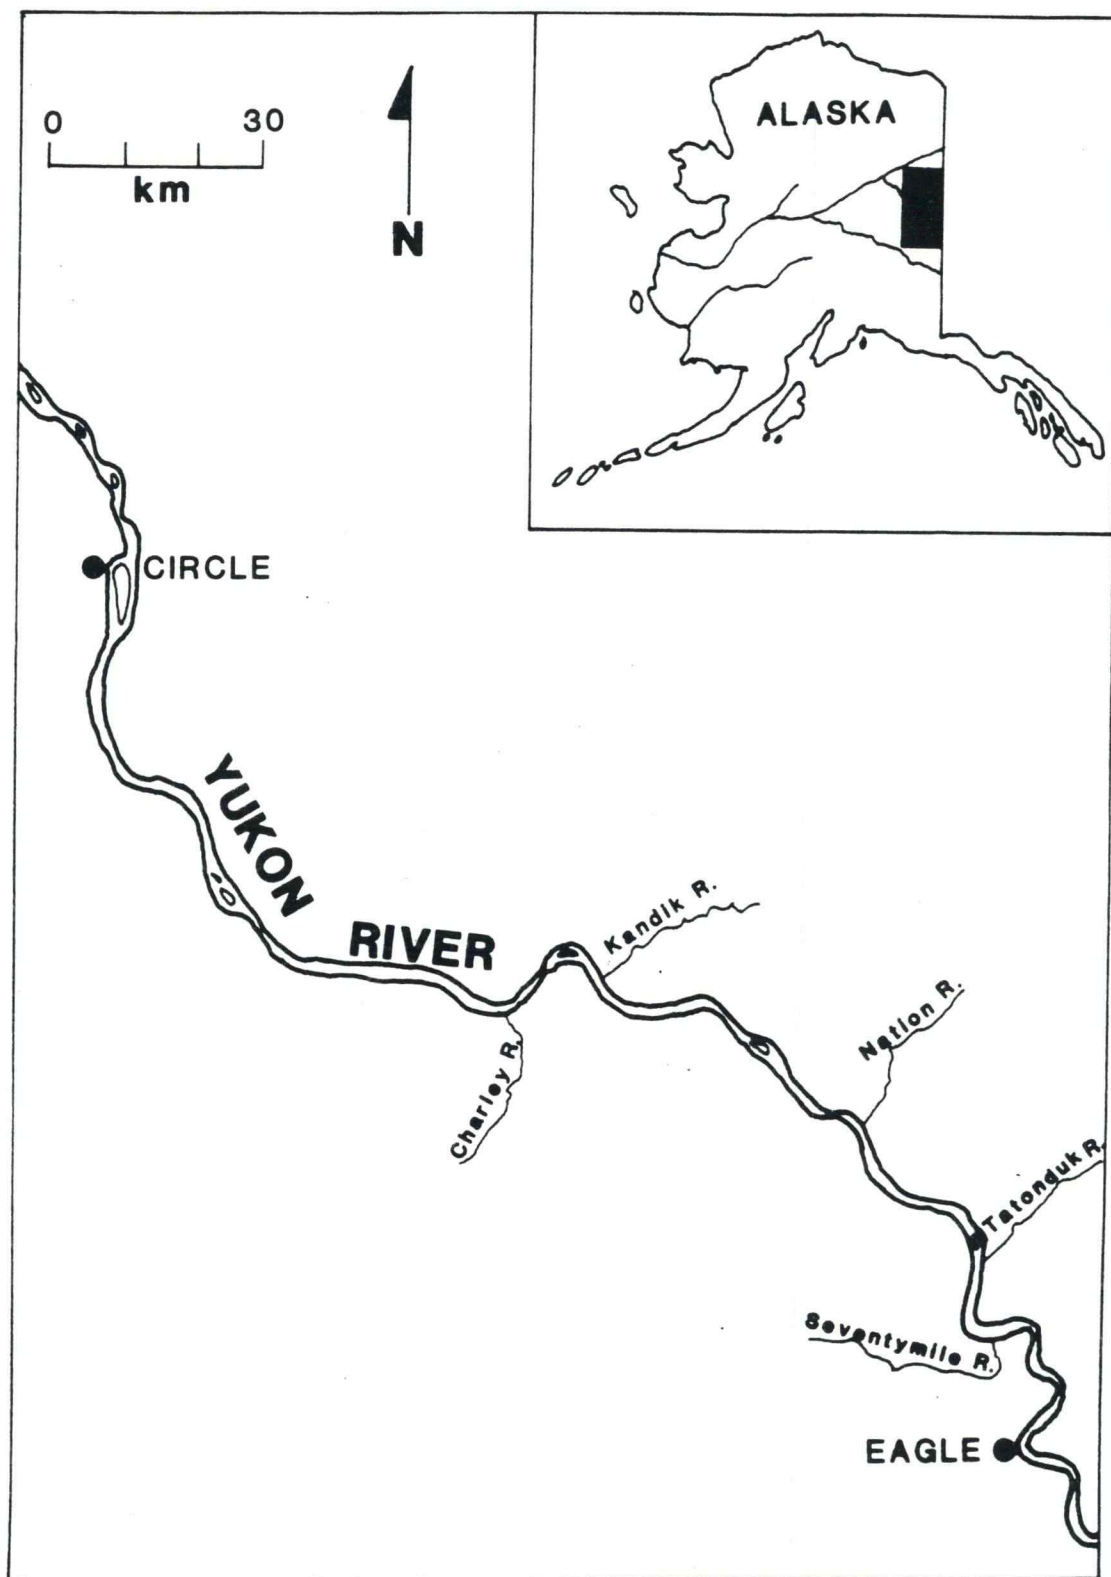 0 30
km
N
ALASKA
CIRCLE
YUKON
RIVER
Kandik R.
Charley R.
Nation R.
Tatonduk R.
Seventymile R.
EAGLE